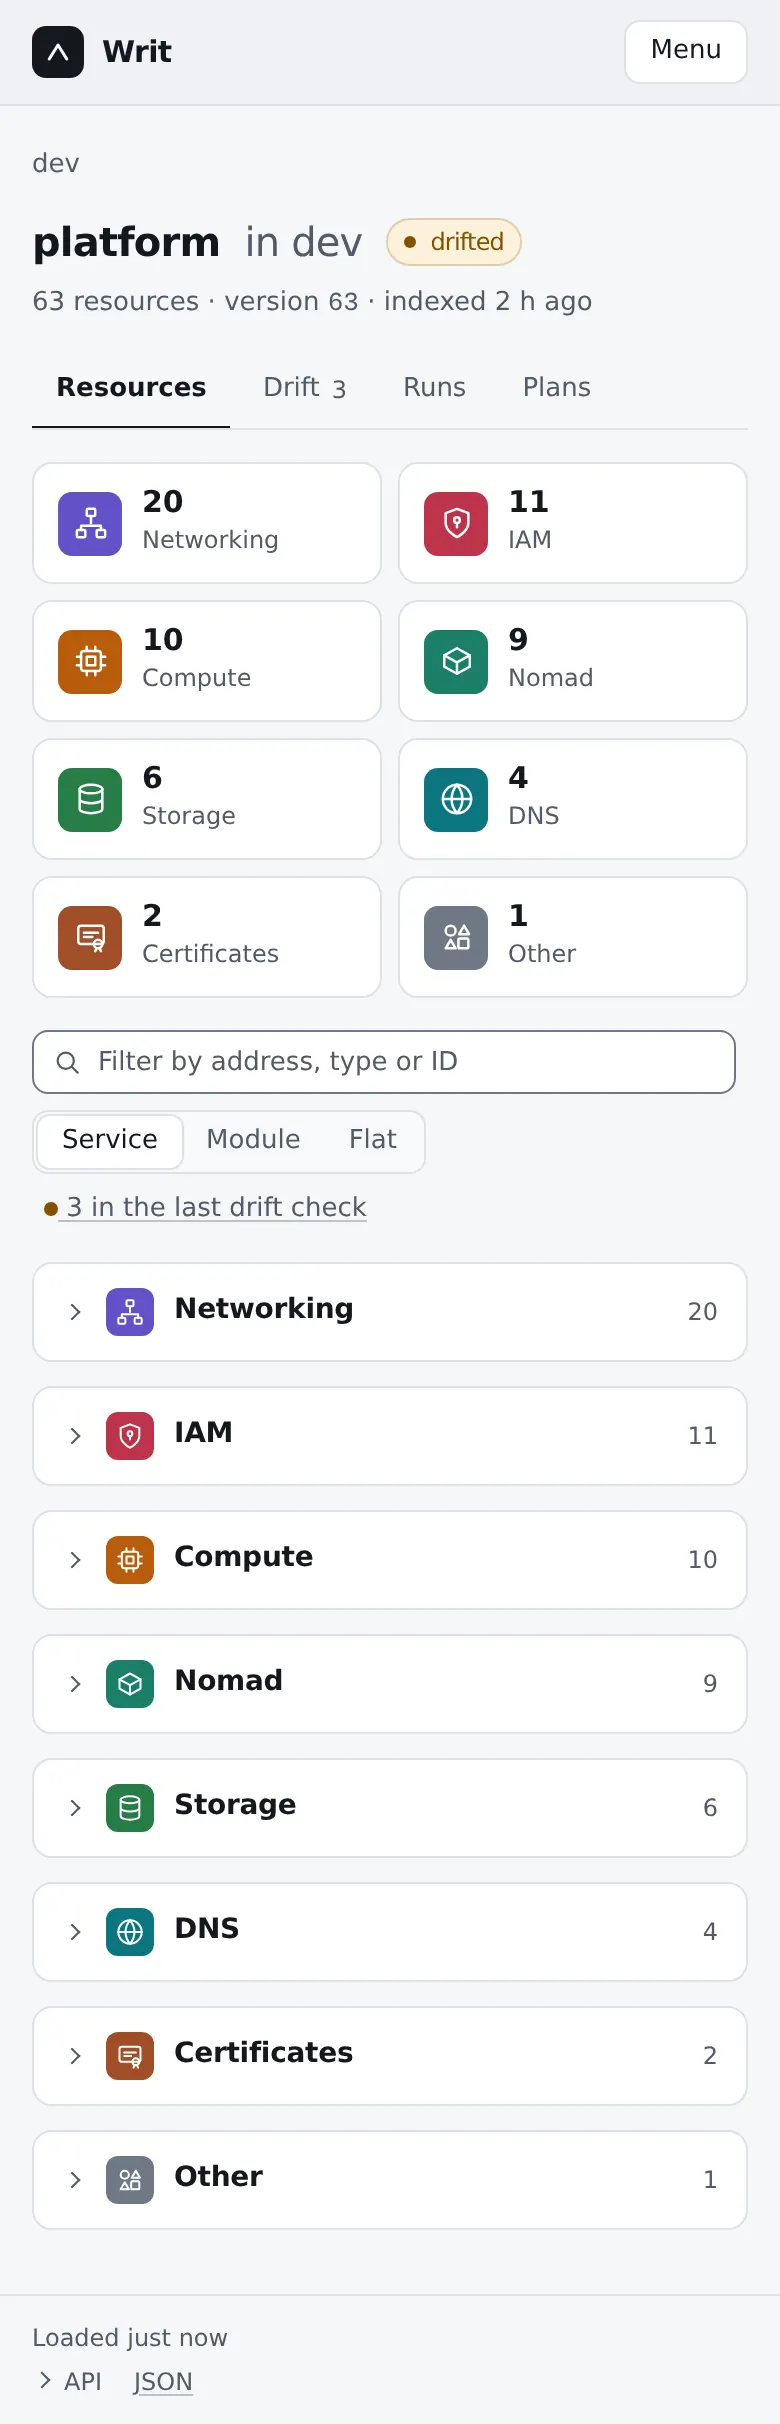 Writ
Menu
dev
platform in dev drifted
63 resources · version 63 · indexed 2 h ago
Resources Drift 3 Runs Plans
20
Networking
11
IAM
10
Compute
9
Nomad
6
Storage
4
DNS
2
Certificates
1
Other
Filter by address, type or ID
Service Module Flat
3 in the last drift check
Networking 20
IAM 11
Compute 10
Nomad 9
Storage 6
DNS 4
Certificates 2
Other 1
Loaded just now
API JSON